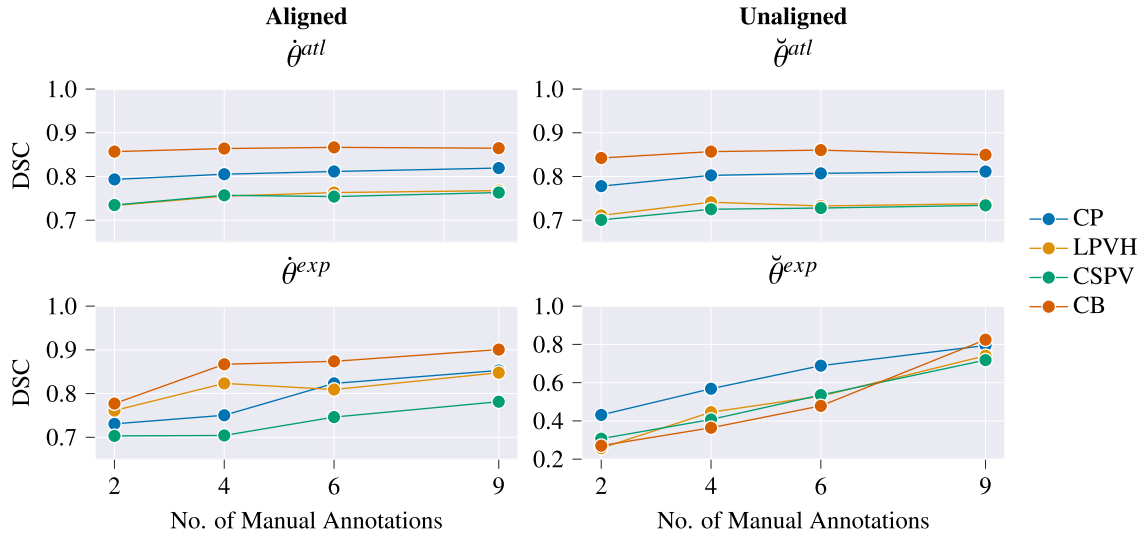 Aligned
Unaligned
θ̇^atl
θ̆^atl
1.0
0.9
0.8
0.7
DSC
1.0
0.9
0.8
0.7
θ̇^exp
θ̆^exp
1.0
0.9
0.8
0.7
DSC
2
4
6
9
No. of Manual Annotations
1.0
0.8
0.6
0.4
0.2
2
4
6
9
No. of Manual Annotations
CP
LPVH
CSPV
CB